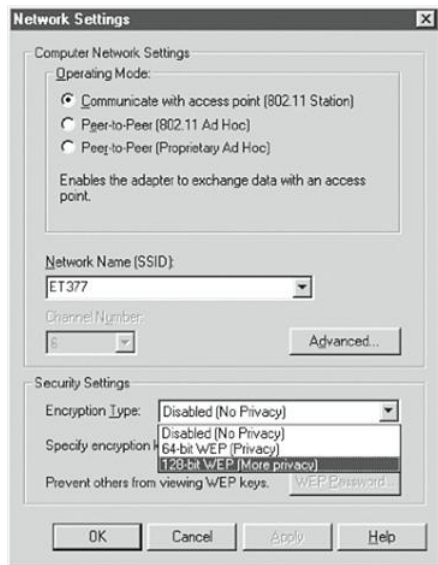 Network Settings
Computer Network Settings
Operating Mode:
Communicate with access point (802.11 Station)
Peer-to-Peer (802.11 Ad Hoc)
Peer-to-Peer (Proprietary Ad Hoc)
Enables the adapter to exchange data with an access
point.
Network Name (SSID):
ET377
Channel Number:
6
Advanced...
Security Settings
Encryption Type: Disabled (No Privacy)
Disabled (No Privacy)
Specify encryption 64-bit WEP (Privacy)
128-bit WEP (More privacy)
Prevent others from viewing WEP keys. WEP Password...
OK Cancel Apply Help